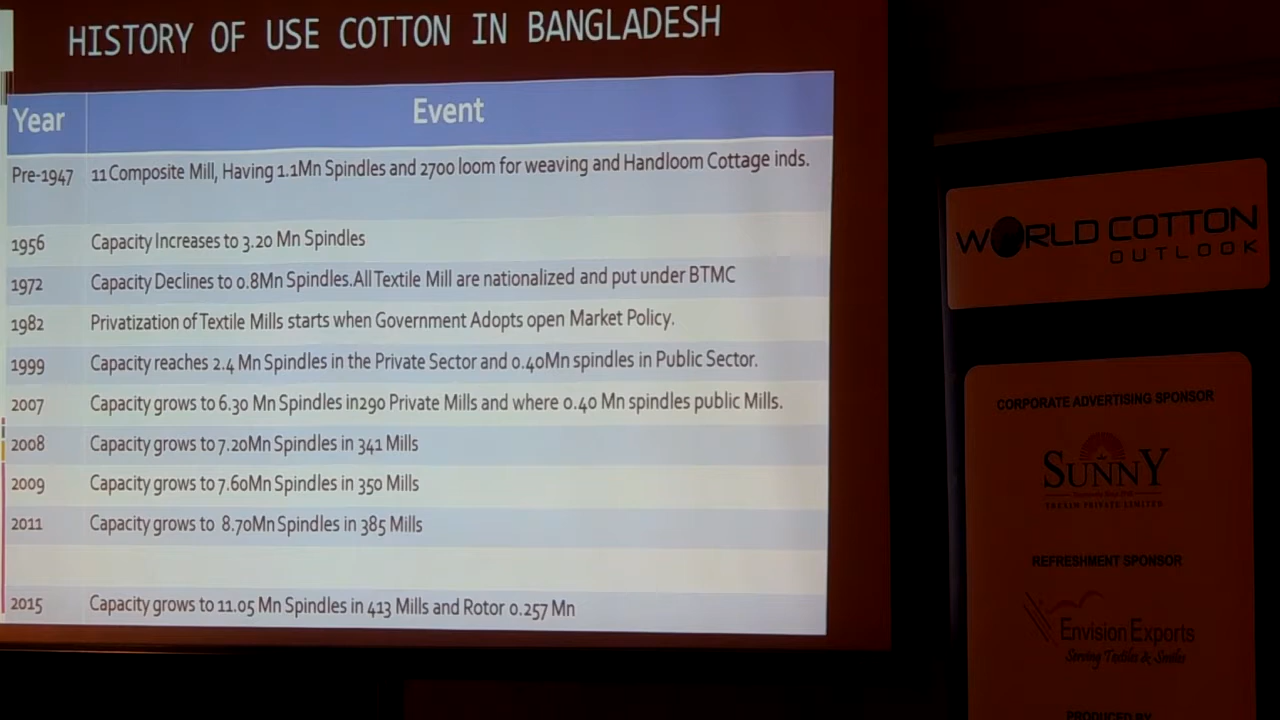 HISTORY OF USE COTTON IN BANGLADESH
Year Event
Pre-1947 11 Composite Mill, Having 1.1Mn Spindles and 2700 loom for weaving and Handloom Cottage inds.
1956 Capacity Increases to 3.20 Mn Spindles
1972 Capacity Declines to 0.8Mn Spindles.All Textile Mill are nationalized and put under BTMC
1982 Privatization of Textile Mills starts when Government Adopts open Market Policy.
1999 Capacity reaches 2.4 Mn Spindles in the Private Sector and 0.40Mn spindles in Public Sector.
2007 Capacity grows to 6.30 Mn Spindles in290 Private Mills and where 0.40 Mn spindles public Mills.
2008 Capacity grows to 7.20Mn Spindles in 341 Mills
2009 Capacity grows to 7.60Mn Spindles in 350 Mills
2011 Capacity grows to 8.70Mn Spindles in 385 Mills
2015 Capacity grows to 11.05 Mn Spindles in 413 Mills and Rotor 0.257 Mn
WORLD COTTON
OUTLOOK
CORPORATE ADVERTISING SPONSOR
SUNNY
TREXIM PRIVATE LIMITED
REFRESHMENT SPONSOR
Envision Exports
Serving Textiles & Smiles
PRODUCED BY